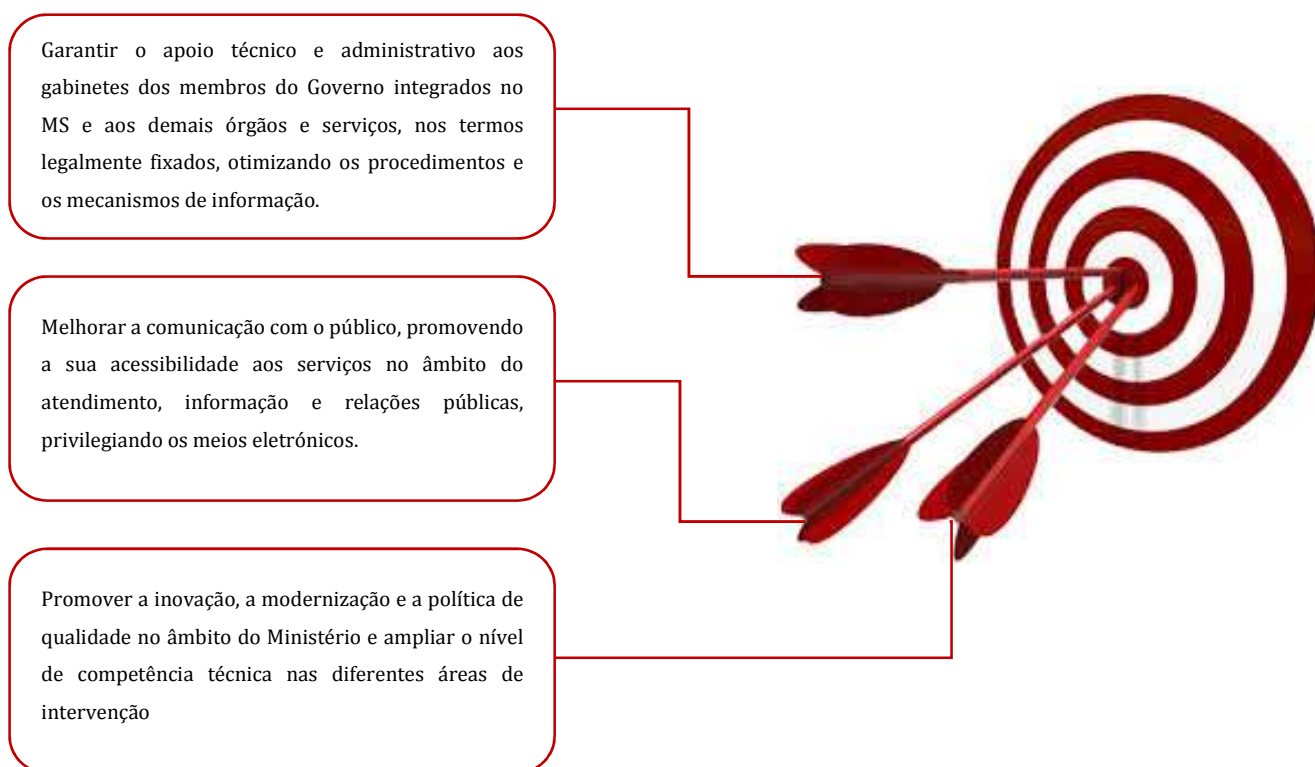 Garantir o apoio técnico e administrativo aos
gabinetes dos membros do Governo integrados no
MS e aos demais órgãos e serviços, nos termos
legalmente fixados, otimizando os procedimentos e
os mecanismos de informação.
Melhorar a comunicação com o público, promovendo
a sua acessibilidade aos serviços no âmbito do
atendimento, informação e relações públicas,
privilegiando os meios eletrónicos.
Promover a inovação, a modernização e a política de
qualidade no âmbito do Ministério e ampliar o nível
de competência técnica nas diferentes áreas de
intervenção